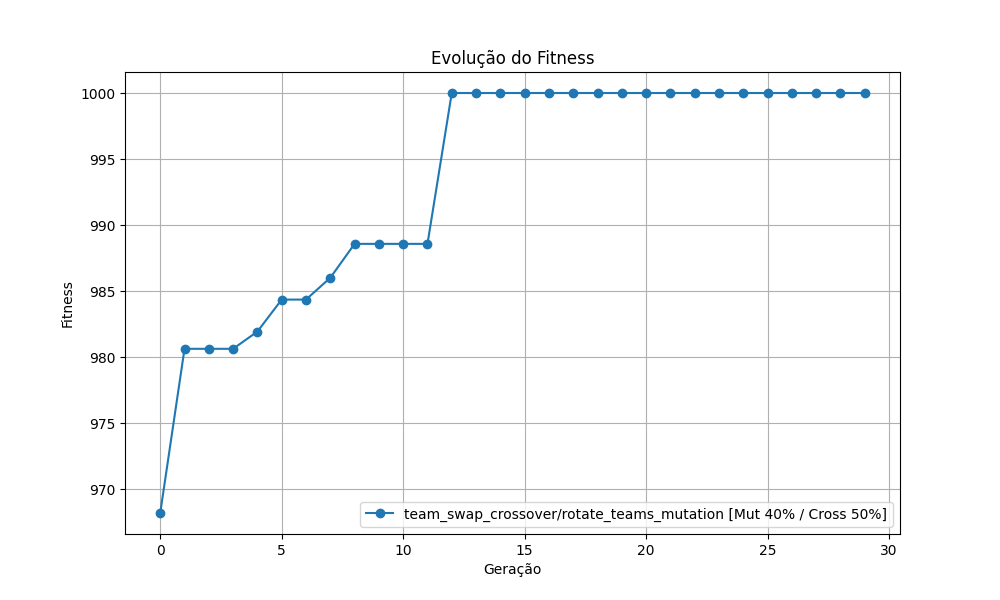 Evolução do Fitness
1000
995
990
985
980
975
970
Fitness
team_swap_crossover/rotate_teams_mutation [Mut 40% / Cross 50%]
0 5 10 15 20 25 30
Geração